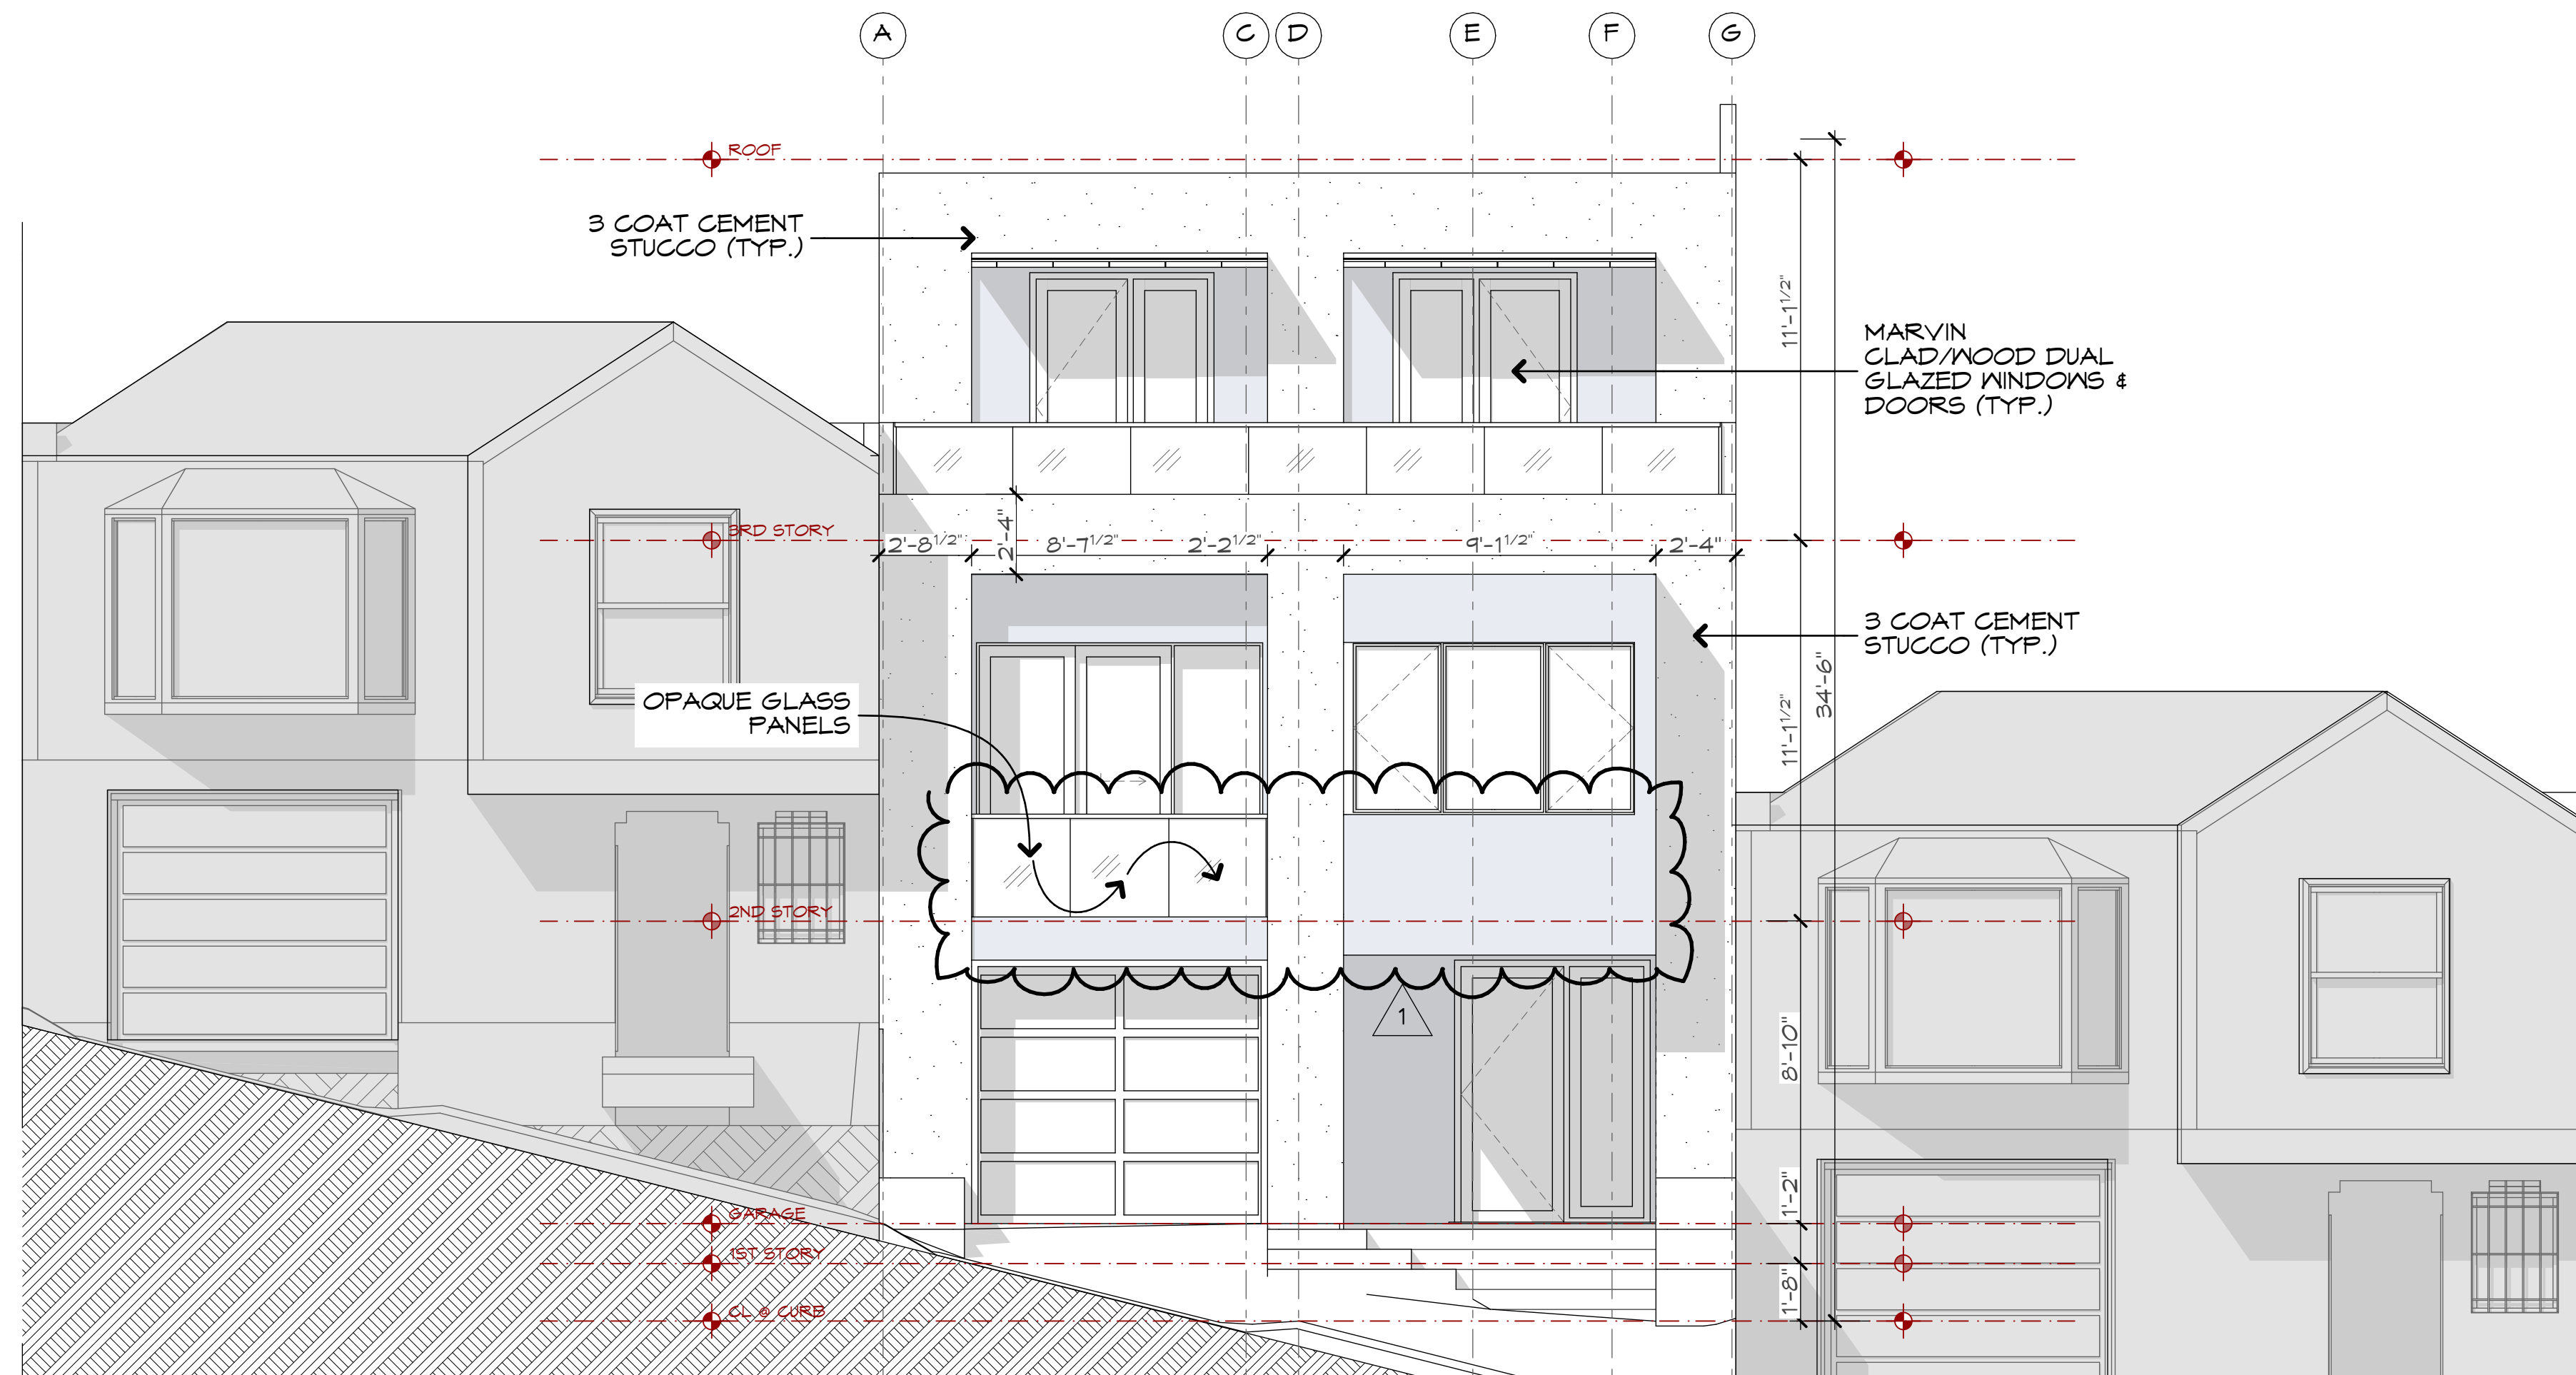 A
C
D
E
F
G
ROOF
3 COAT CEMENT
STUCCO (TYP.)
11'-1 1/2"
MARVIN
CLAD/WOOD DUAL
GLAZED WINDOWS &
DOORS (TYP.)
3RD STORY
2'-8 1/2"
2'-4"
8'-7 1/2"
2'-2 1/2"
9'-1 1/2"
2'-4"
3 COAT CEMENT
STUCCO (TYP.)
34'-6"
11'-1 1/2"
OPAQUE GLASS
PANELS
2ND STORY
1
8'-10"
1'-2"
GARAGE
1ST STORY
1'-8"
CL @ CURB